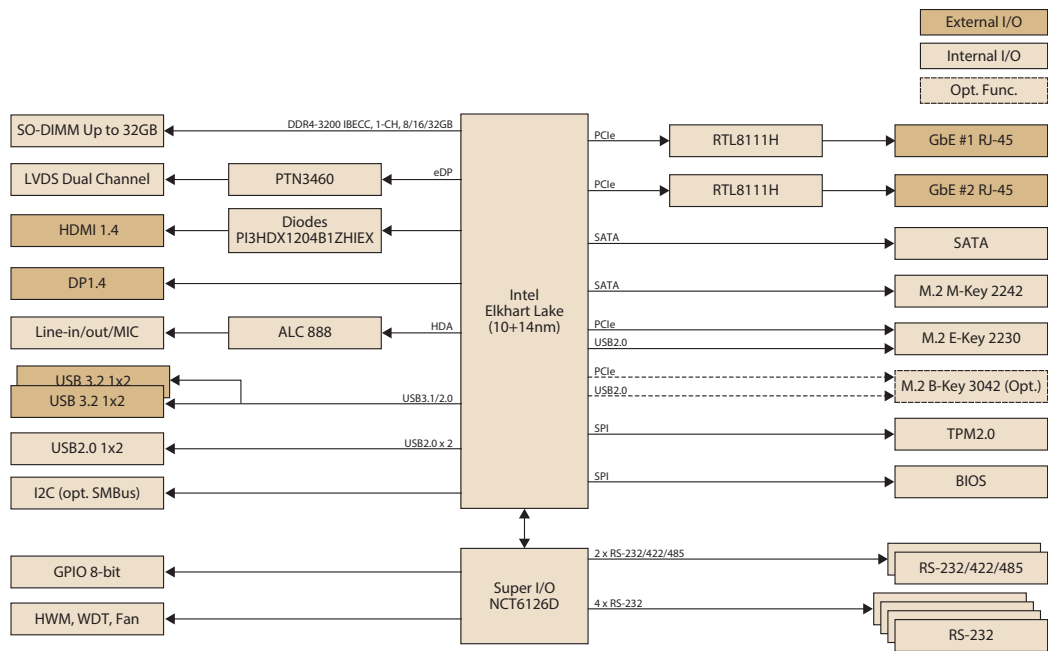 External I/O
Internal I/O
Opt. Func.
SO-DIMM Up to 32GB
DDR4-3200 IBECC, 1-CH, 8/16/32GB
LVDS Dual Channel
PTN3460
eDP
HDMI 1.4
Diodes
PI3HDX1204B1ZHIEX
DP1.4
Line-in/out/MIC
ALC 888
HDA
USB 3.2 1x2
USB 3.2 1x2
USB3.1/2.0
USB2.0 1x2
USB2.0 x 2
I2C (opt. SMBus)
Intel
Elkhart Lake
(10+14nm)
PCIe
RTL8111H
GbE #1 RJ-45
PCIe
RTL8111H
GbE #2 RJ-45
SATA
SATA
SATA
M.2 M-Key 2242
PCIe
USB2.0
M.2 E-Key 2230
PCIe
USB2.0
M.2 B-Key 3042 (Opt.)
SPI
TPM2.0
SPI
BIOS
GPIO 8-bit
HWM, WDT, Fan
Super I/O
NCT6126D
2 x RS-232/422/485
RS-232/422/485
4 x RS-232
RS-232